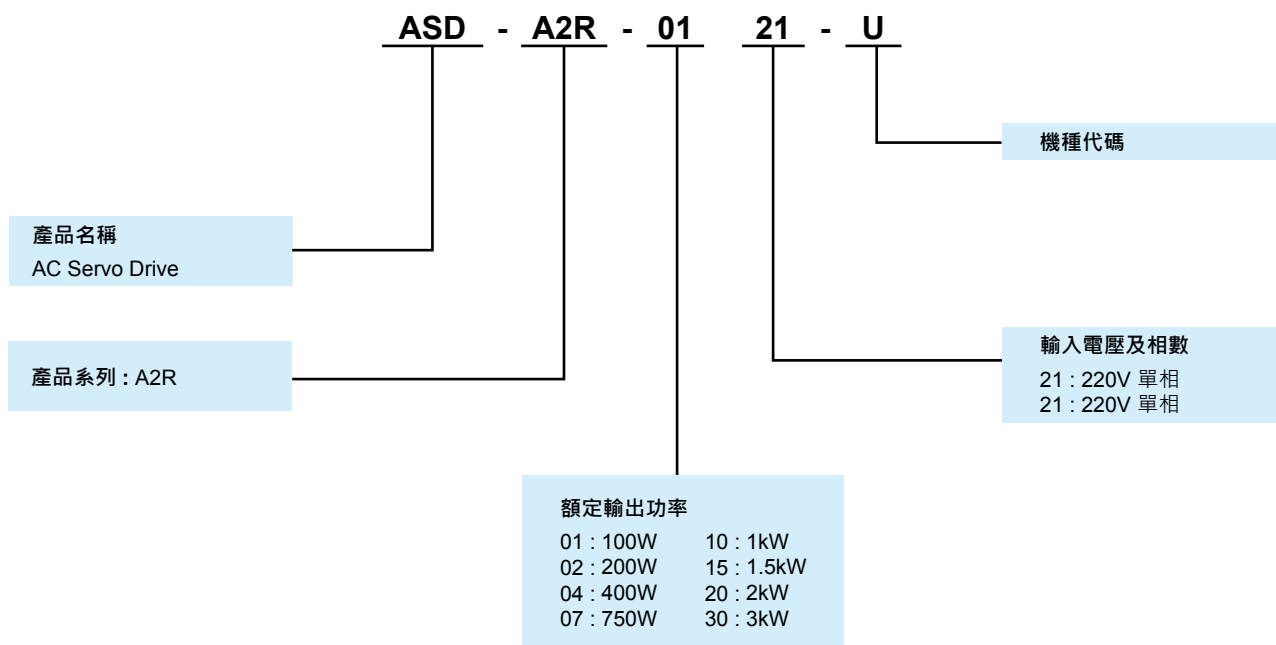 ASD - A2R - 01 21 - U
機種代碼
產品名稱
AC Servo Drive
產品系列 : A2R
輸入電壓及相數
21 : 220V 單相
21 : 220V 單相
額定輸出功率
01 : 100W 10 : 1kW
02 : 200W 15 : 1.5kW
04 : 400W 20 : 2kW
07 : 750W 30 : 3kW